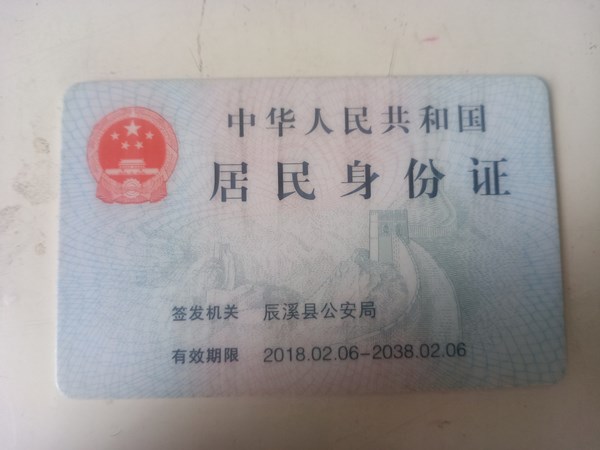 中华人民共和国
居民身份证
签发机关 辰溪县公安局
有效期限 2018.02.06-2038.02.06